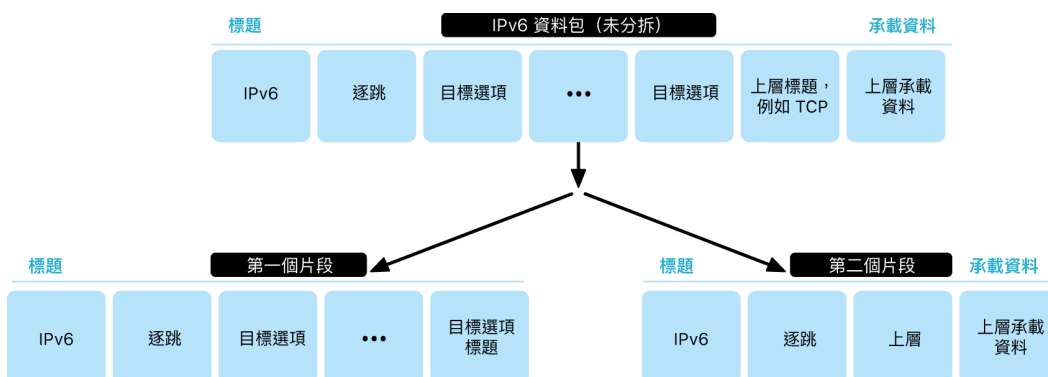 標題
IPv6 資料包（未分拆）
承載資料
IPv6
逐跳
目標選項
•••
目標選項
上層標題，
例如 TCP
上層承載
資料
標題
第一個片段
IPv6
逐跳
目標選項
•••
目標選項
標題
標題
第二個片段
承載資料
IPv6
逐跳
上層
上層承載
資料